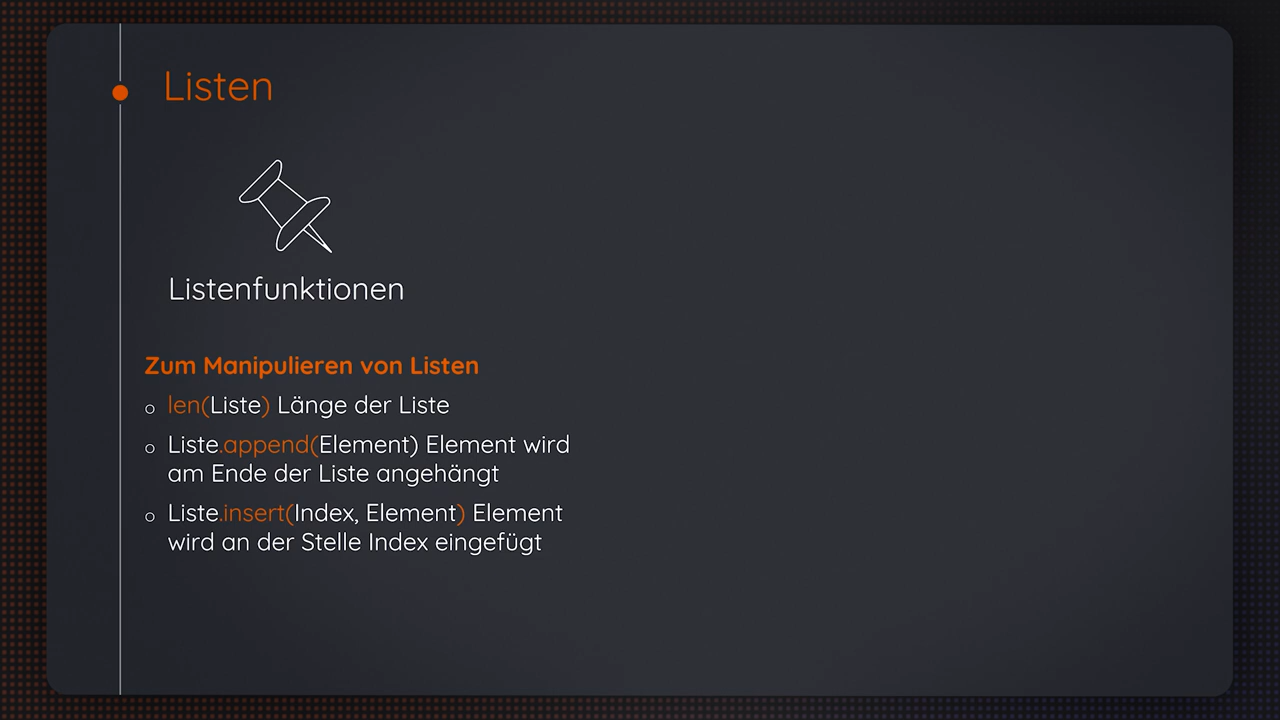 Listen
Listenfunktionen
Zum Manipulieren von Listen
o len(Liste) Länge der Liste
o Liste.append(Element) Element wird
am Ende der Liste angehängt
o Liste.insert(Index, Element) Element
wird an der Stelle Index eingefügt